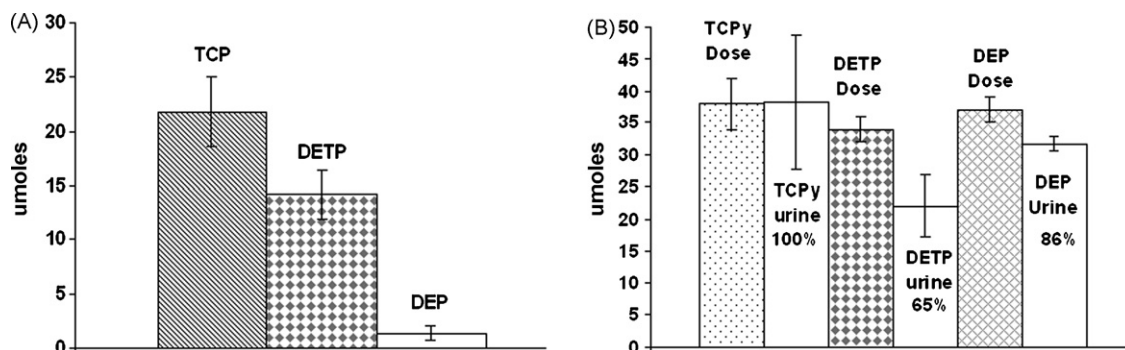 (A)
30
25
20
15
10
5
0
umoles
TCP
DETP
DEP
(B)
50
45
40
35
30
25
20
15
10
5
0
umoles
TCPy
Dose
TCPy
urine
100%
DETP
Dose
DETP
urine
65%
DEP
Dose
DEP
Urine
86%